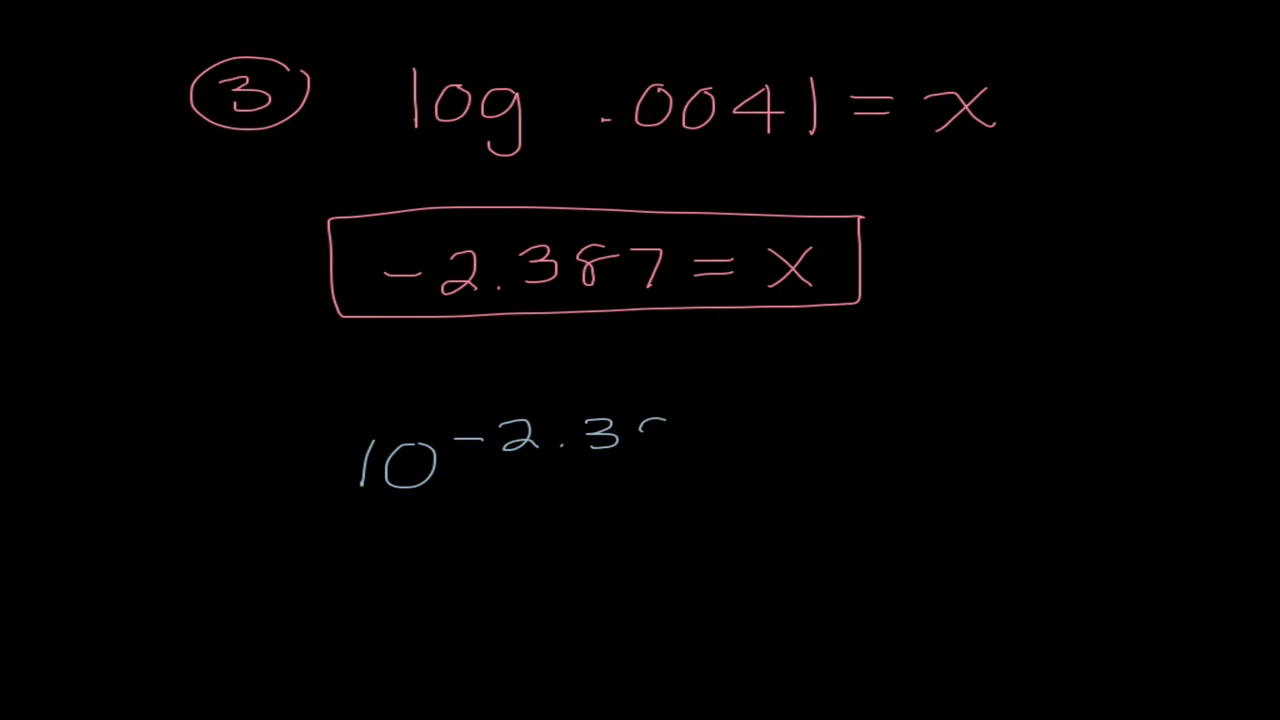 ③ log .0041 = x
-2.387 = x
10^-2.3